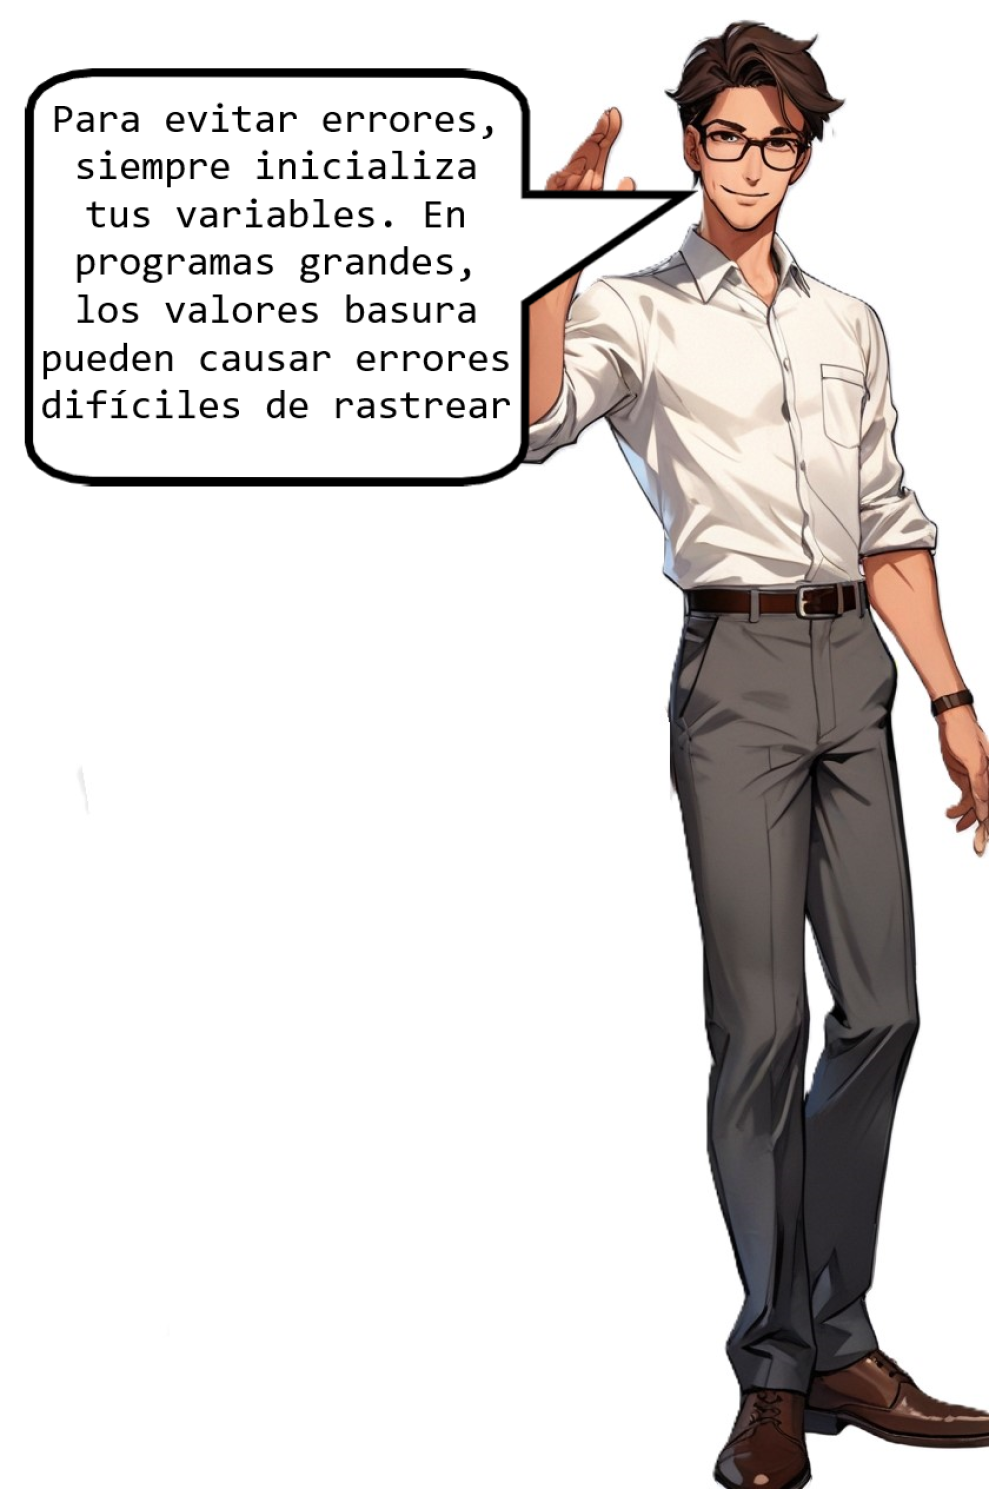 Para evitar errores,
siempre inicializa
tus variables. En
programas grandes,
los valores basura
pueden causar errores
difíciles de rastrear